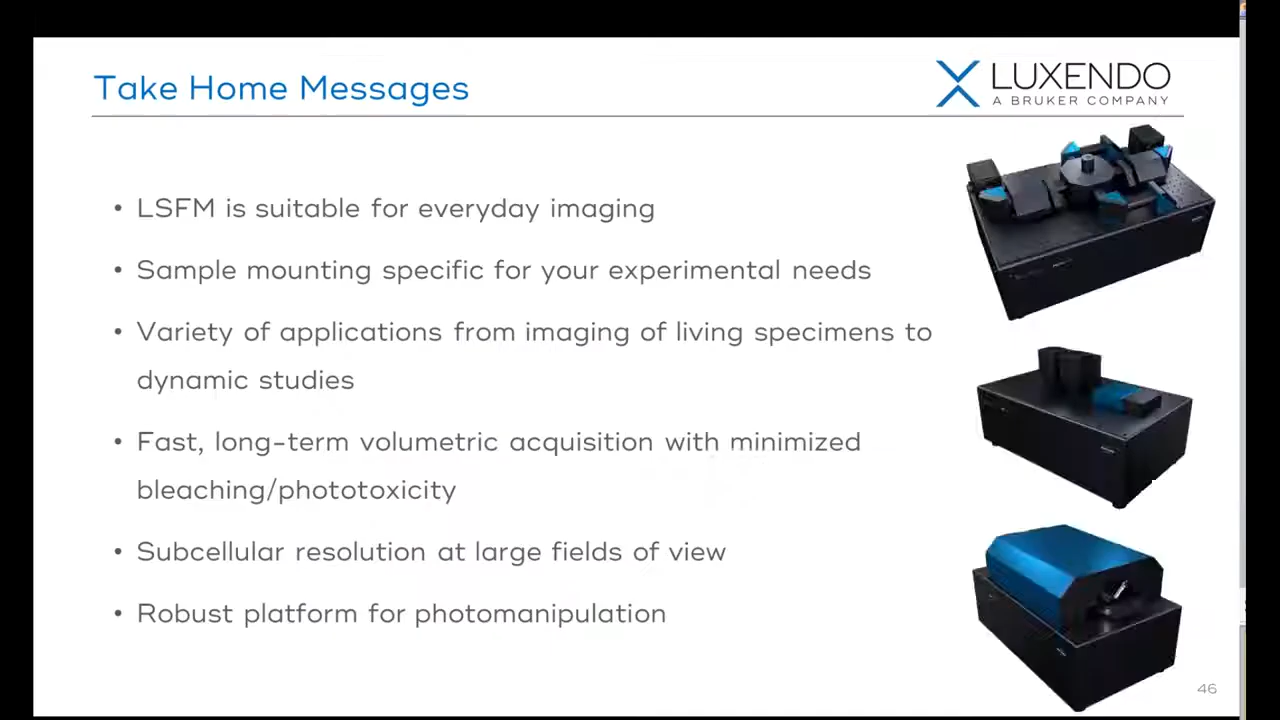 Take Home Messages
LUXENDO
A BRUKER COMPANY
• LSFM is suitable for everyday imaging
• Sample mounting specific for your experimental needs
• Variety of applications from imaging of living specimens to
dynamic studies
• Fast, long-term volumetric acquisition with minimized
bleaching/phototoxicity
• Subcellular resolution at large fields of view
• Robust platform for photomanipulation
46